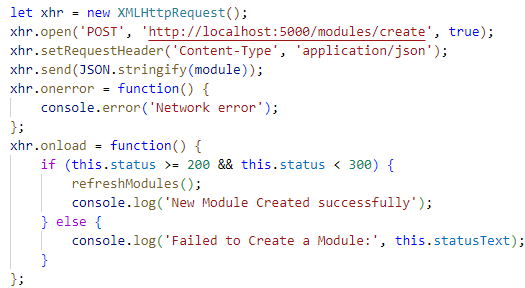 let xhr = new XMLHttpRequest();
xhr.open('POST', 'http://localhost:5000/modules/create', true);
xhr.setRequestHeader('Content-Type', 'application/json');
xhr.send(JSON.stringify(module));
xhr.onerror = function() {
    console.error('Network error');
};
xhr.onload = function() {
    if (this.status >= 200 && this.status < 300) {
        refreshModules();
        console.log('New Module Created successfully');
    } else {
        console.log('Failed to Create a Module:', this.statusText);
    }
};